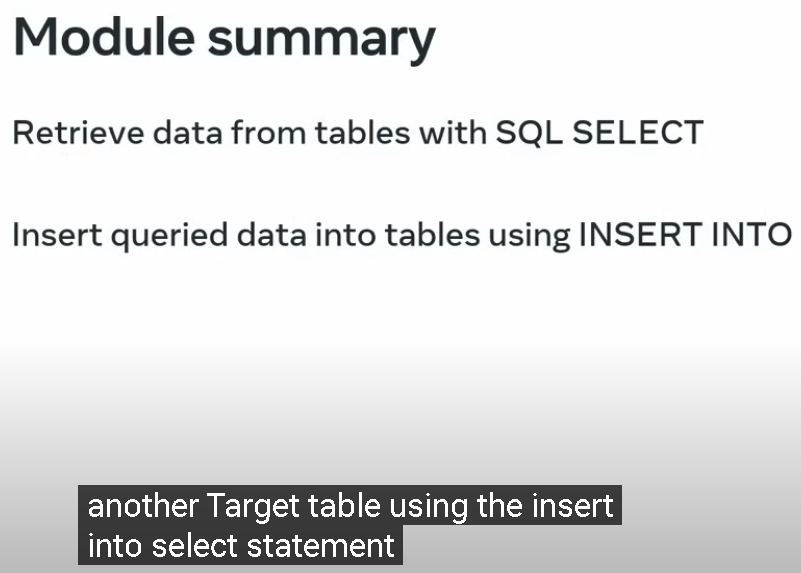 Module summary
Retrieve data from tables with SQL SELECT
Insert queried data into tables using INSERT INTO
another Target table using the insert
into select statement